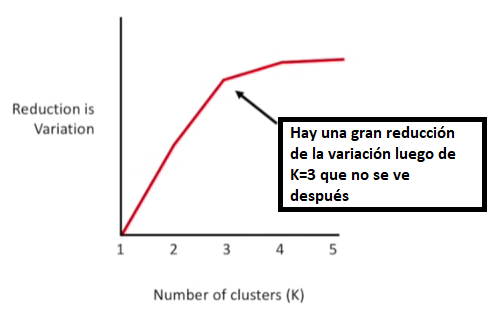 Reduction is
Variation
Hay una gran reducción
de la variación luego de
K=3 que no se ve
después
1 2 3 4 5
Number of clusters (K)